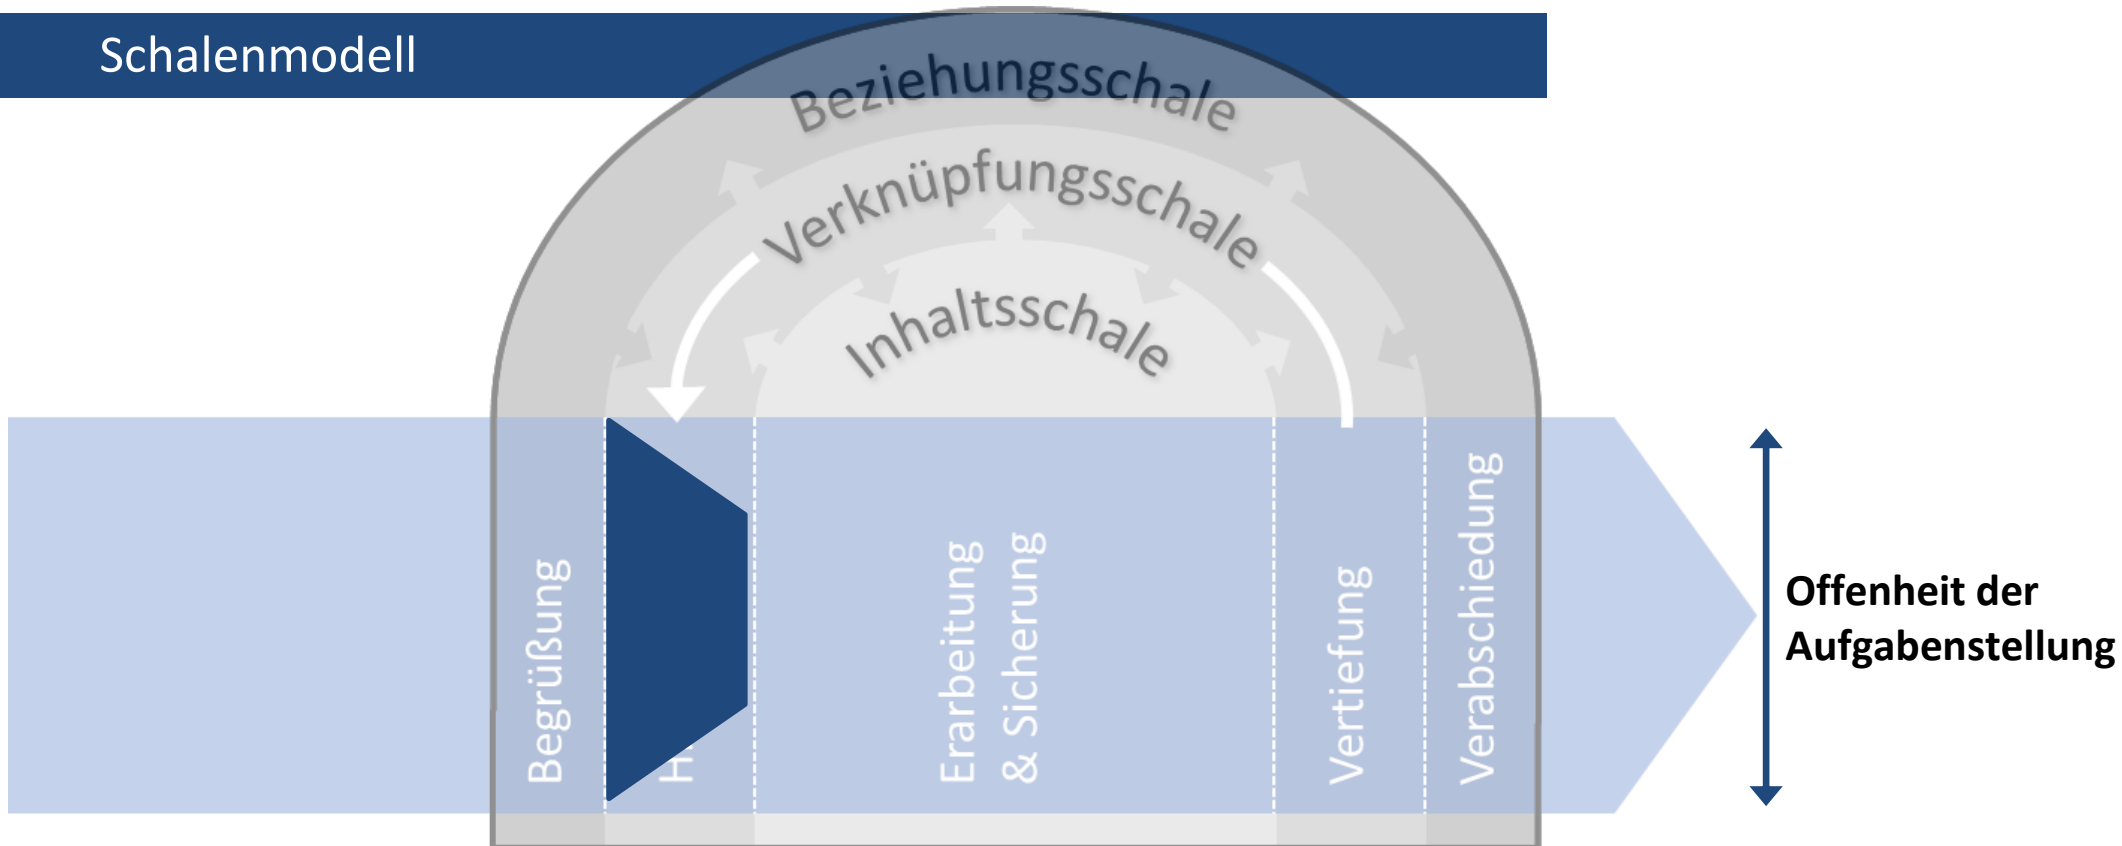 Schalenmodell
Beziehungsschale
Verknüpfungsschale
Inhaltsschale
Begrüßung
Erarbeitung
& Sicherung
Vertiefung
Verabschiedung
Offenheit der
Aufgabenstellung